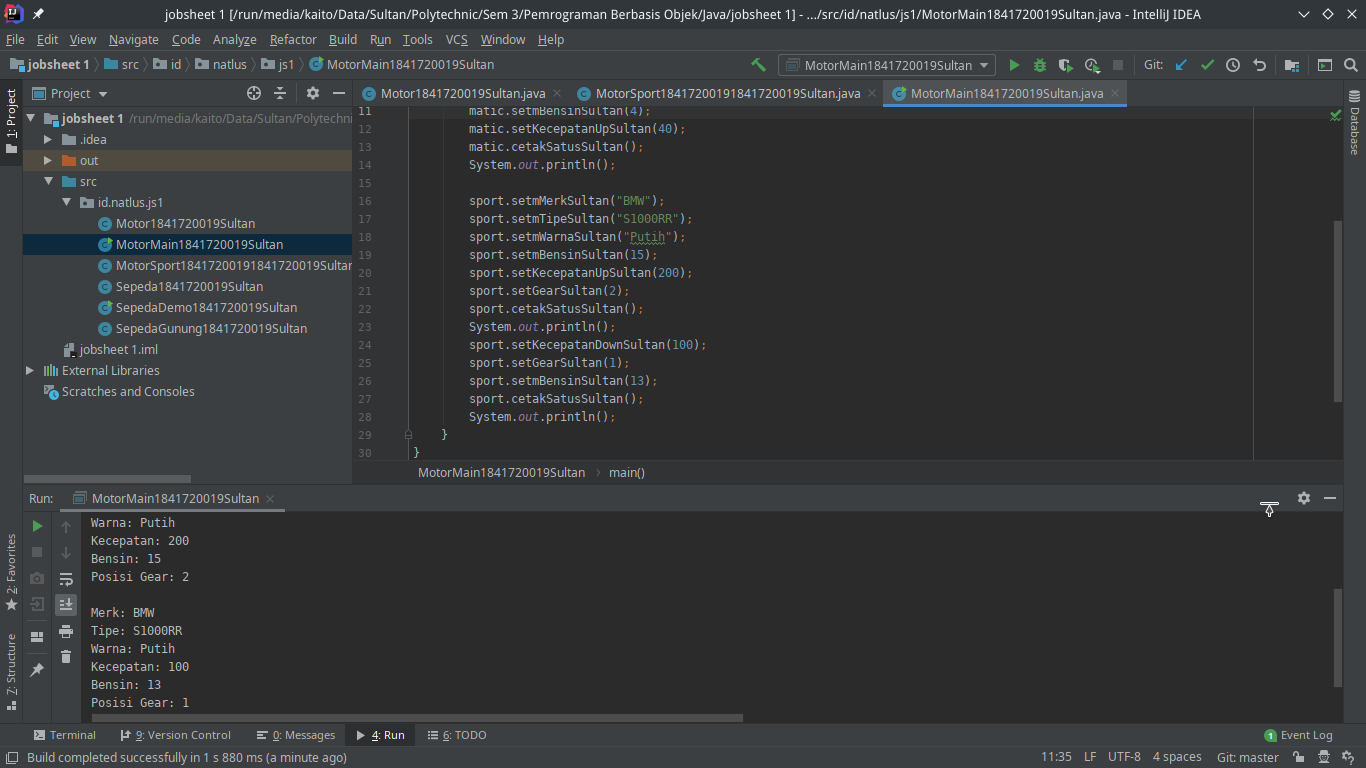 jobsheet 1 [/run/media/kaito/Data/Sultan/Polytechnic/Sem 3/Pemrograman Berbasis Objek/Java/jobsheet 1] - .../src/id/natlus/js1/MotorMain1841720019Sultan.java - IntelliJ IDEA
File Edit View Navigate Code Analyze Refactor Build Run Tools VCS Window Help
jobsheet 1 src id natlus js1 MotorMain1841720019Sultan MotorMain1841720019Sultan Git:
1: Project
Project
Motor1841720019Sultan.java MotorSport18417200191841720019Sultan.java MotorMain1841720019Sultan.java
Database
jobsheet 1 /run/media/kaito/Data/Sultan/Polytechni
.idea
out
src
id.natlus.js1
Motor1841720019Sultan
MotorMain1841720019Sultan
MotorSport18417200191841720019Sultan
Sepeda1841720019Sultan
SepedaDemo1841720019Sultan
SepedaGunung1841720019Sultan
jobsheet 1.iml
External Libraries
Scratches and Consoles
11 matic.setmBensinSultan(4);
12 matic.setKecepatanUpSultan(40);
13 matic.cetakSatusSultan();
14 System.out.println();
15
16 sport.setmMerkSultan("BMW");
17 sport.setmTipeSultan("S1000RR");
18 sport.setmWarnaSultan("Putih");
19 sport.setmBensinSultan(15);
20 sport.setKecepatanUpSultan(200);
21 sport.setGearSultan(2);
22 sport.cetakSatusSultan();
23 System.out.println();
24 sport.setKecepatanDownSultan(100);
25 sport.setGearSultan(1);
26 sport.setmBensinSultan(13);
27 sport.cetakSatusSultan();
28 System.out.println();
29 }
30 }
MotorMain1841720019Sultan main()
Run: MotorMain1841720019Sultan
Warna: Putih
Kecepatan: 200
Bensin: 15
Posisi Gear: 2
Merk: BMW
Tipe: S1000RR
Warna: Putih
Kecepatan: 100
Bensin: 13
Posisi Gear: 1
2: Favorites
7: Structure
Terminal 9: Version Control 0: Messages 4: Run 6: TODO 1 Event Log
Build completed successfully in 1 s 880 ms (a minute ago) 11:35 LF UTF-8 4 spaces Git: master